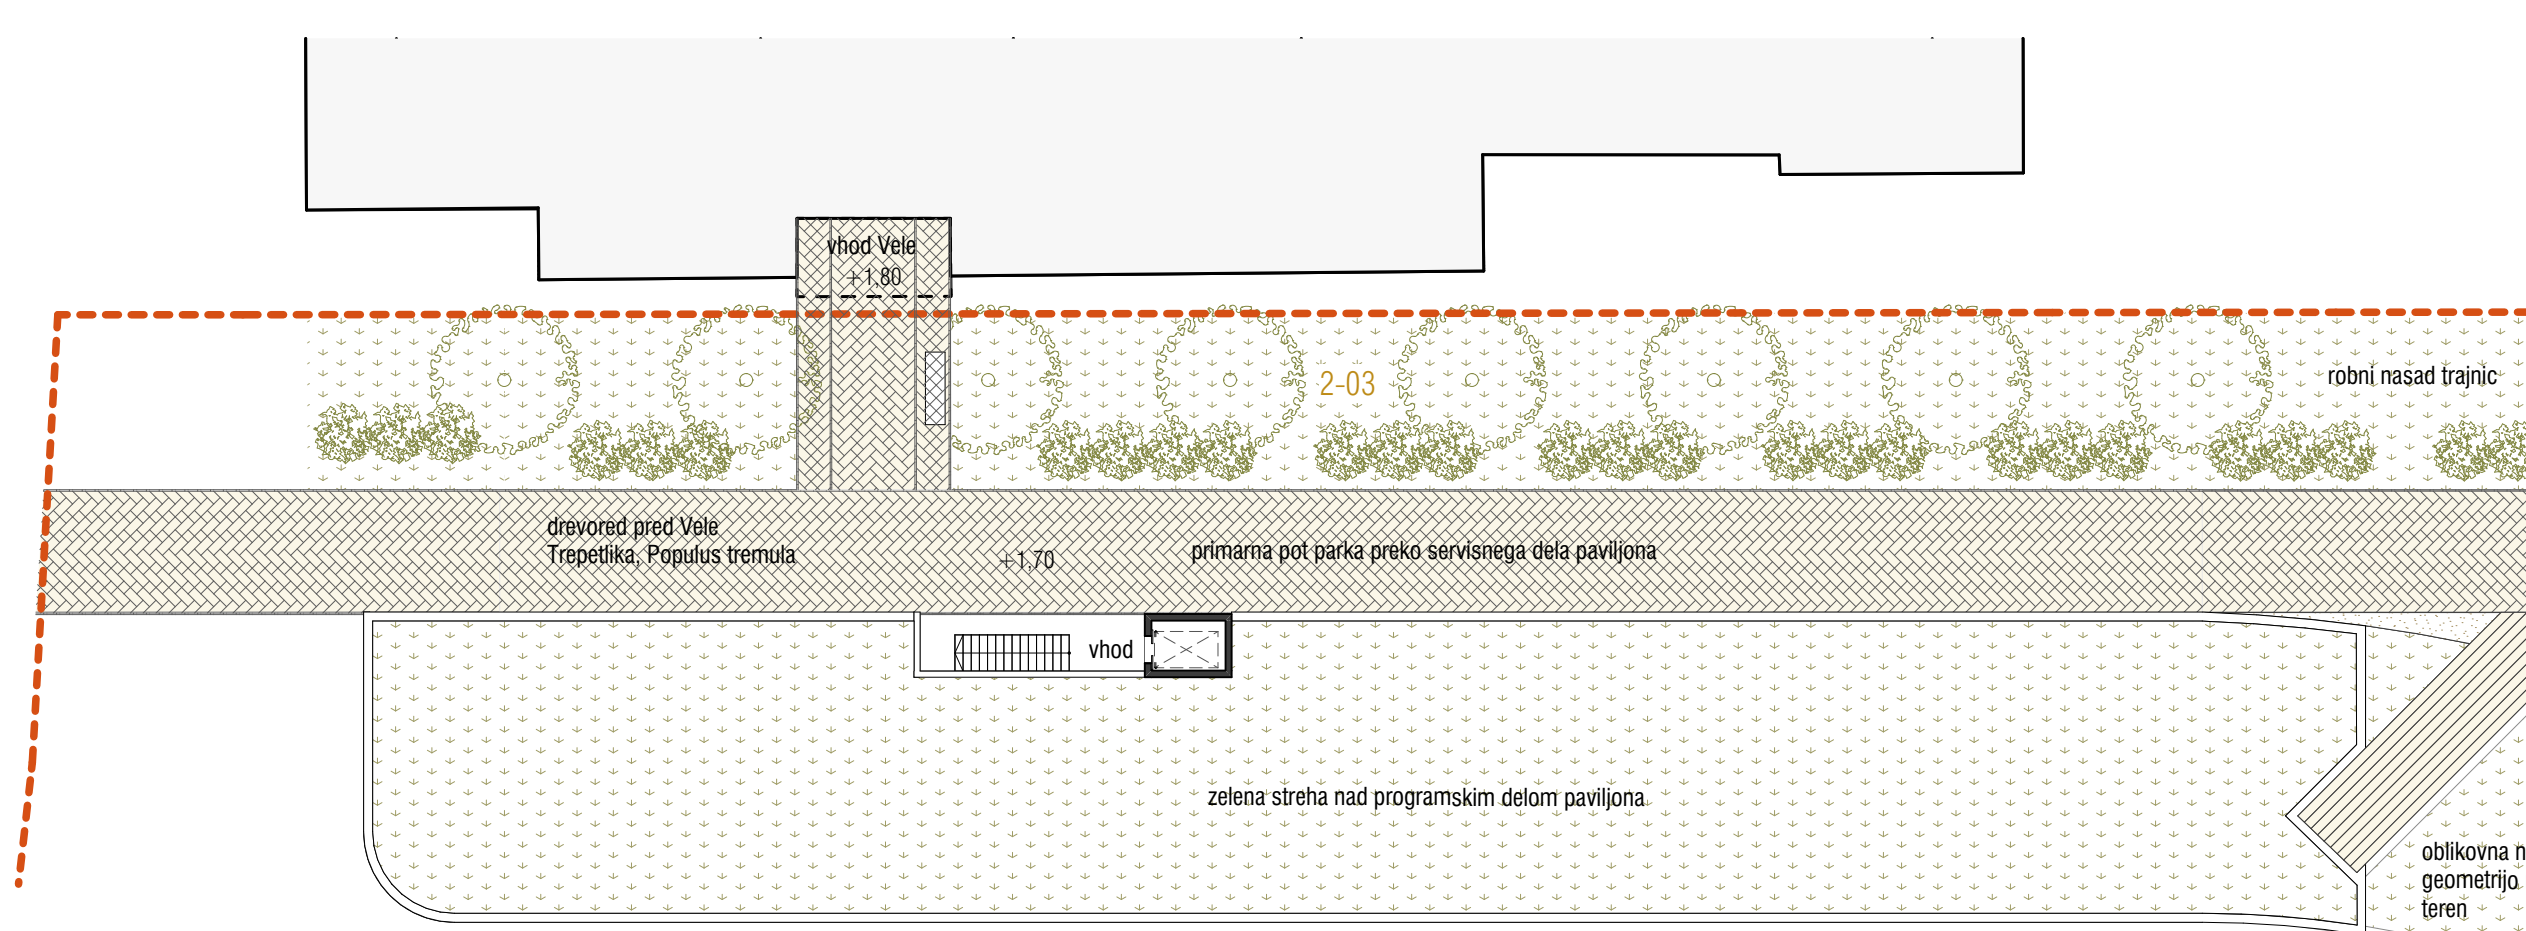 vhod Vele
+1,80
2-03
robni nasad trajnic
drevored pred Vele
Trepetlika, Populus tremula
+1,70
primarna pot parka preko servisnega dela paviljona
vhod
zelena streha nad programskim delom paviljona
oblikovna n
geometrijo
teren